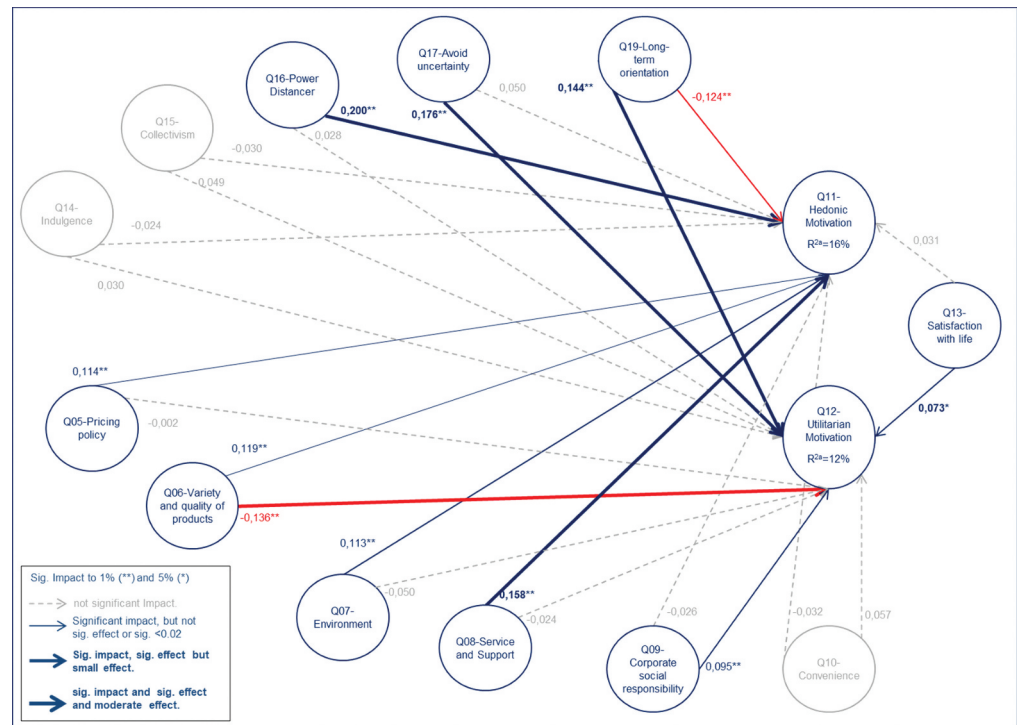 Q17-Avoid
uncertainty
Q19-Long-
term
orientation
Q16-Power
Distancer
0,050
0,144**
-0,124**
0,200**
0,176**
0,028
Q15-
Collectivism
-0,030
-0,049
Q14-
Indulgence
-0,024
0,030
Q11-
Hedonic
Motivation
R²ᵃ=16%
0,031
Q13-
Satisfaction
with life
0,073*
Q12-
Utilitarian
Motivation
R²ᵃ=12%
0,114**
Q05-Pricing
policy
-0,002
0,119**
Q06-Variety
and quality of
products
-0,136**
0,113**
Q07-
Environment
-0,050
0,158**
Q08-Service
and Support
-0,024
-0,026
Q09-
Corporate
social
responsibility
0,095**
-0,032
0,057
Q10-
Convenience
Sig. Impact to 1% (**) and 5% (*)
not significant Impact.
Significant impact, but not
sig. effect or sig. <0.02
Sig. impact, sig. effect but
small effect.
sig. impact and sig. effect
and moderate effect.